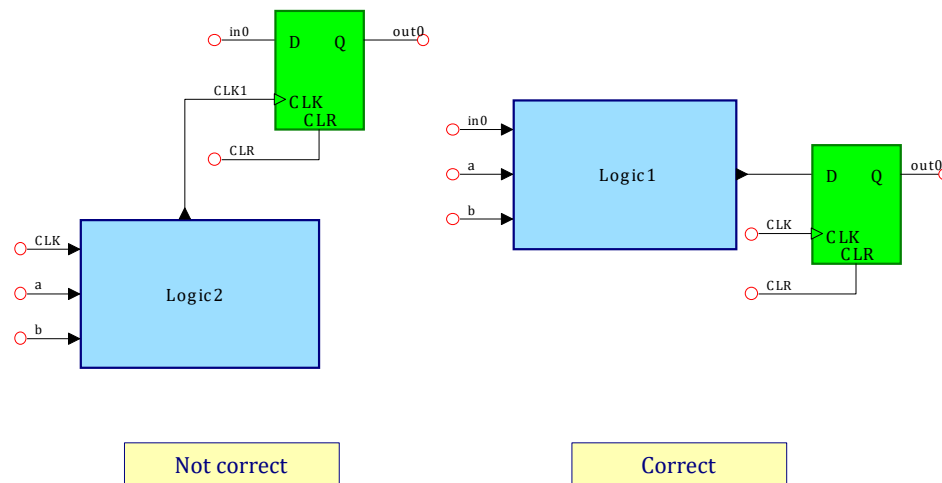 in0
D Q
out0
CLK1
CLK
CLR
CLR
CLK
a
b
Logic2
Not correct
in0
a
b
Logic1
D Q
out0
CLK
CLK
CLR
CLR
Correct